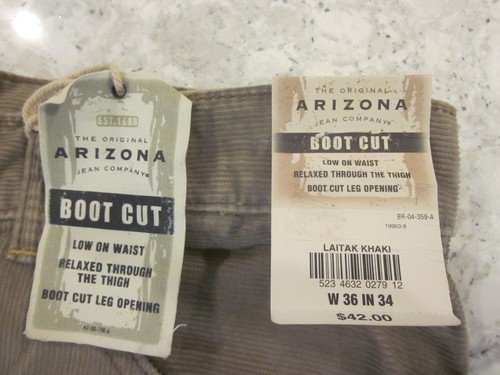 THE ORIGINAL
ARIZONA
JEAN COMPANY
BOOT CUT
LOW ON WAIST
RELAXED THROUGH
THE THIGH
BOOT CUT LEG OPENING
THE ORIGINAL
ARIZONA
JEAN COMPANY
BOOT CUT
LOW ON WAIST
RELAXED THROUGH THE THIGH
BOOT CUT LEG OPENING
BR-04-359-A
LAITAK KHAKI
523 4632 0279 12
W 36 IN 34
$42.00